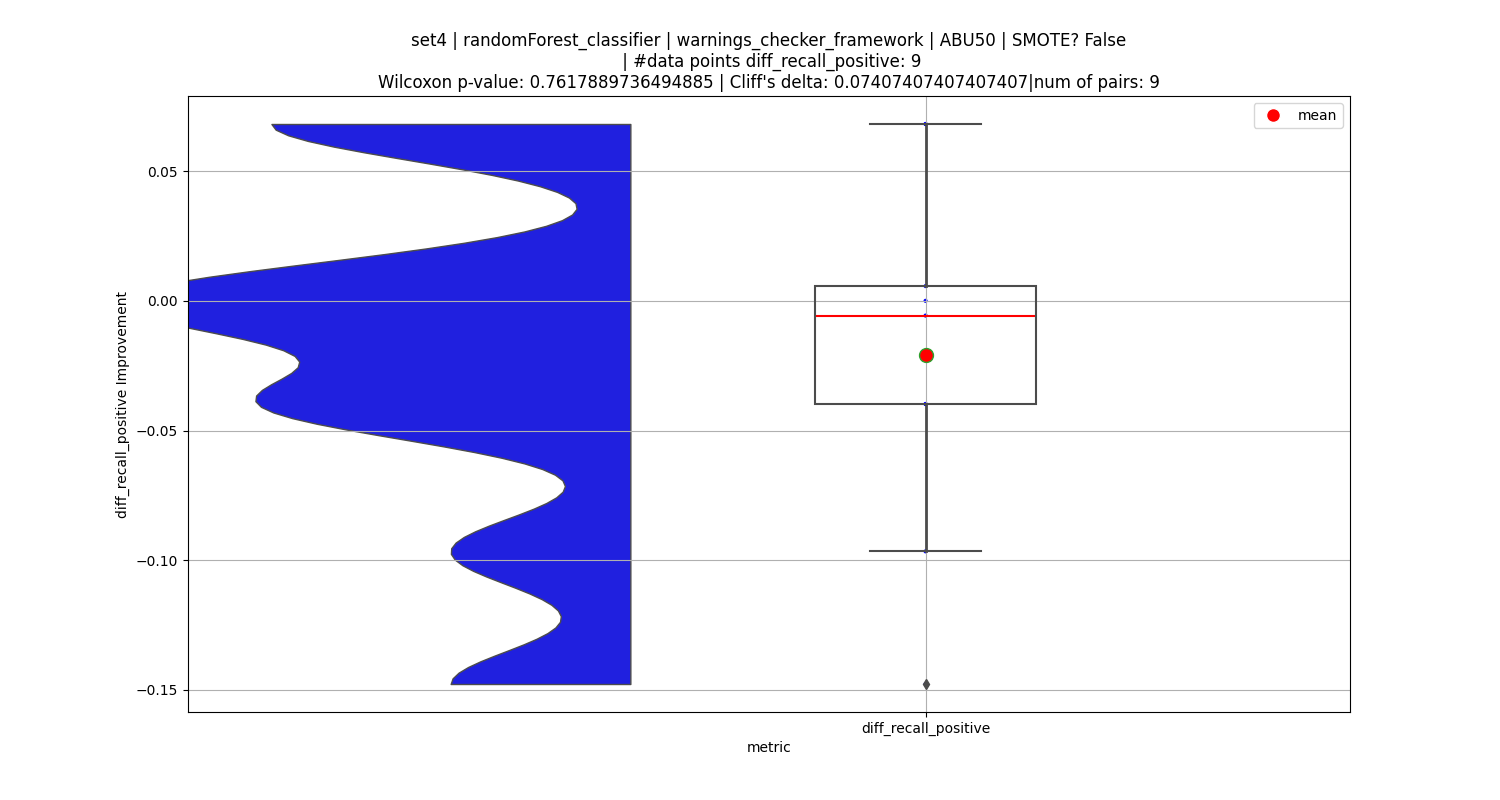 set4 | randomForest_classifier | warnings_checker_framework | ABU50 | SMOTE? False
| #data points diff_recall_positive: 9
Wilcoxon p-value: 0.7617889736494885 | Cliff's delta: 0.07407407407407407|num of pairs: 9
mean
0.05
0.00
−0.05
−0.10
−0.15
diff_recall_positive Improvement
diff_recall_positive
metric